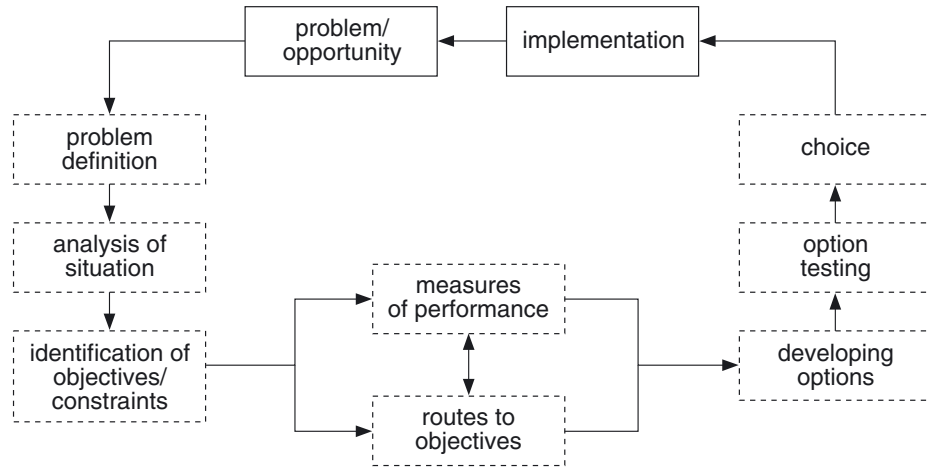 problem/
opportunity
implementation
problem
definition
choice
analysis of
situation
option
testing
measures
of performance
identification of
objectives/
constraints
developing
options
routes to
objectives